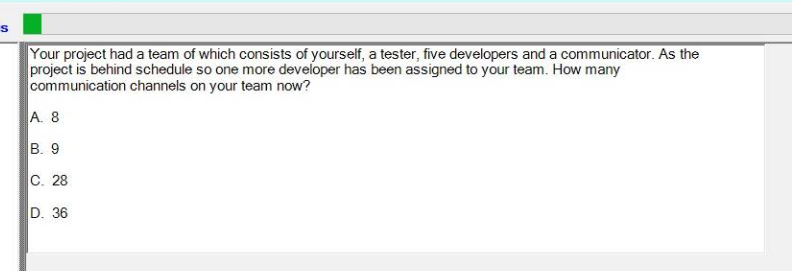 s
Your project had a team of which consists of yourself, a tester, five developers and a communicator. As the
project is behind schedule so one more developer has been assigned to your team. How many
communication channels on your team now?
A. 8
B. 9
C. 28
D. 36